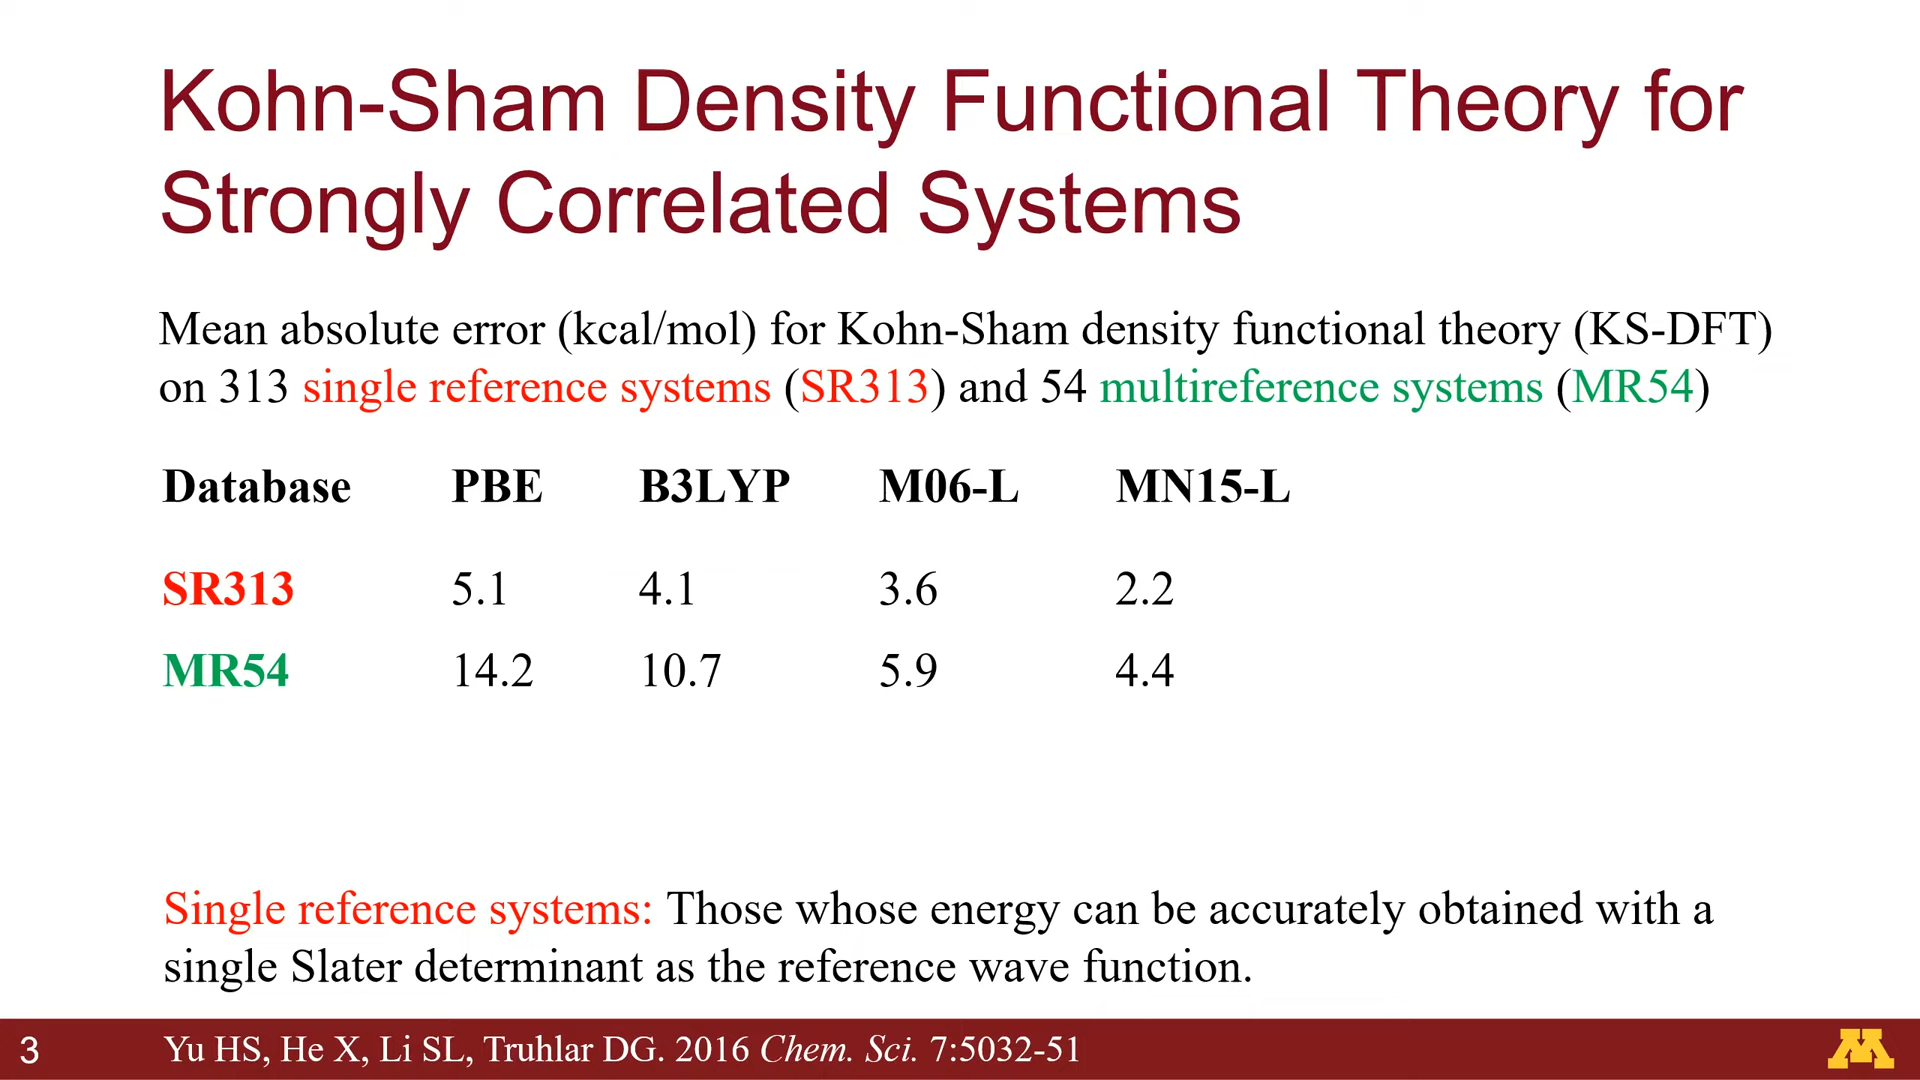 Kohn-Sham Density Functional Theory for
Strongly Correlated Systems
Mean absolute error (kcal/mol) for Kohn-Sham density functional theory (KS-DFT)
on 313 single reference systems (SR313) and 54 multireference systems (MR54)
Database PBE B3LYP M06-L MN15-L
SR313 5.1 4.1 3.6 2.2
MR54 14.2 10.7 5.9 4.4
Single reference systems: Those whose energy can be accurately obtained with a
single Slater determinant as the reference wave function.
3 Yu HS, He X, Li SL, Truhlar DG. 2016 Chem. Sci. 7:5032-51
M